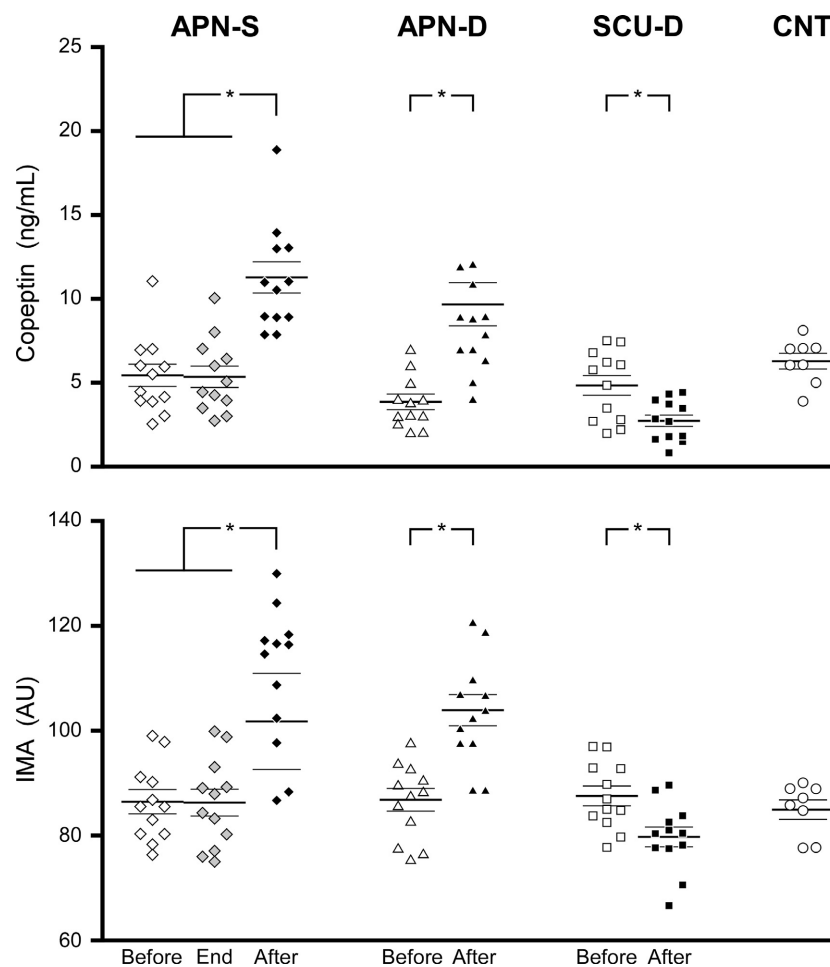 APN-S APN-D SCU-D CNT
25
20
15
10
5
0
Copeptin (ng/mL)
* * *
140
120
100
80
60
IMA (AU)
* * *
Before End After Before After Before After